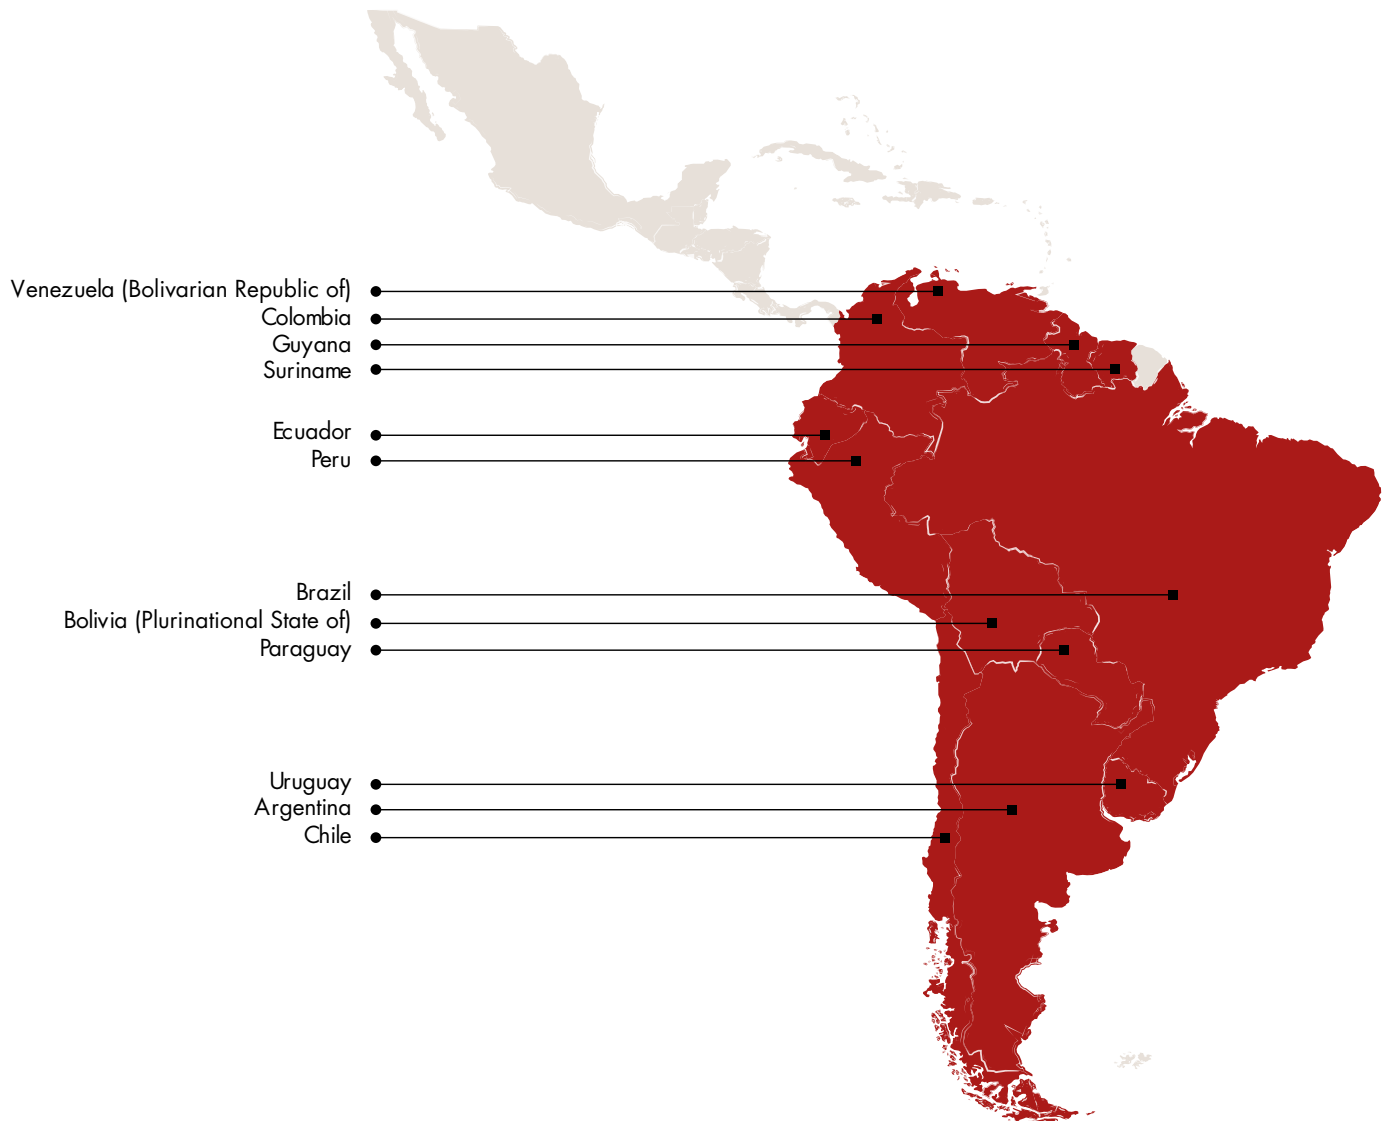 Venezuela (Bolivarian Republic of)
Colombia
Guyana
Suriname
Ecuador
Peru
Brazil
Bolivia (Plurinational State of)
Paraguay
Uruguay
Argentina
Chile